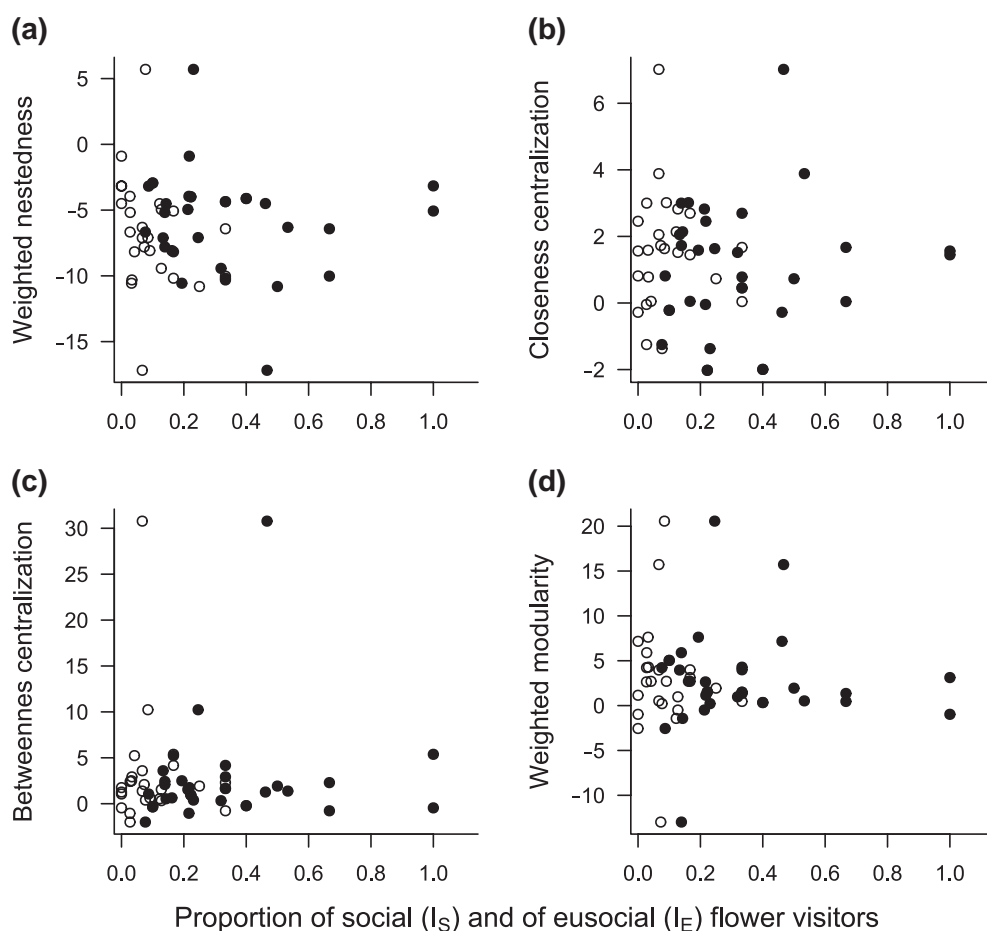 (a)
Weighted nestedness
5
0
−5
−10
−15
0.0 0.2 0.4 0.6 0.8 1.0
(b)
Closeness centralization
6
4
2
0
−2
0.0 0.2 0.4 0.6 0.8 1.0
(c)
Betweennes centralization
30
25
20
15
10
5
0
0.0 0.2 0.4 0.6 0.8 1.0
(d)
Weighted modularity
20
15
10
5
0
−5
−10
0.0 0.2 0.4 0.6 0.8 1.0
Proportion of social (I_S) and of eusocial (I_E) flower visitors